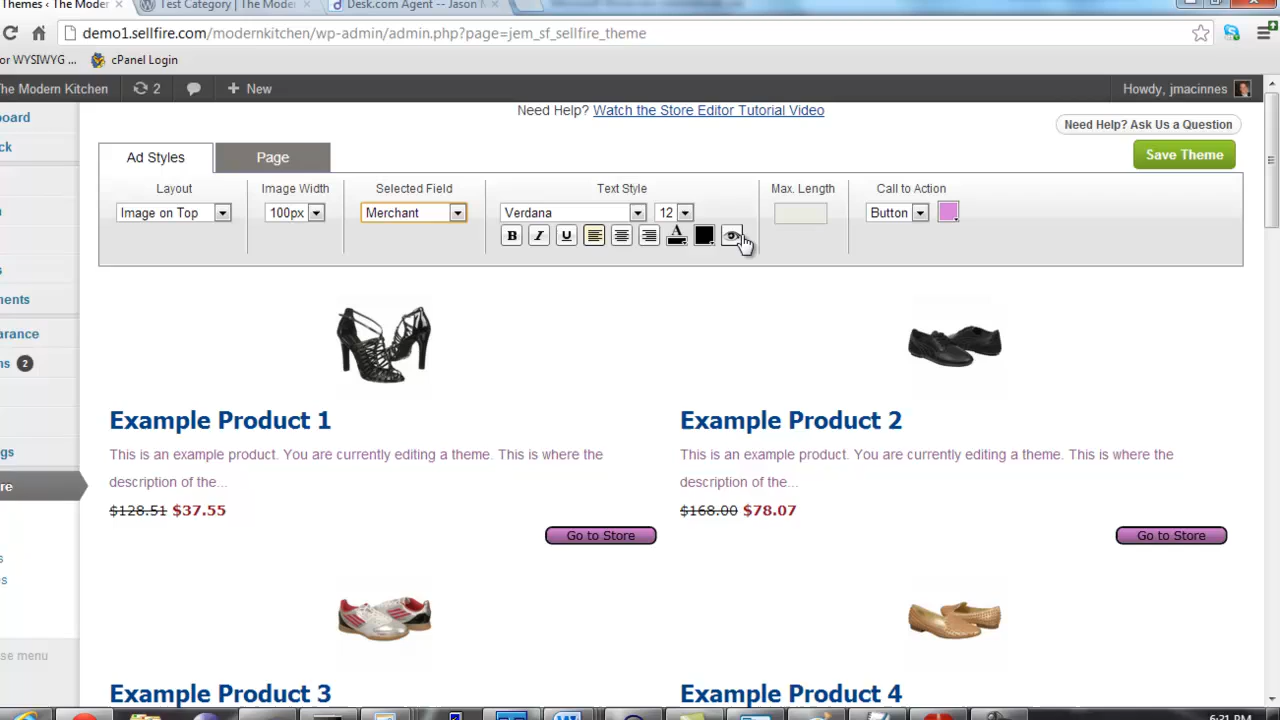 Themes ‹ The Moder
Test Category | The Moder
Desk.com Agent -- Jason M
demo1.sellfire.com/modernkitchen/wp-admin/admin.php?page=jem_sf_sellfire_theme
or WYSIWYG ...
cPanel Login
The Modern Kitchen
2
New
Howdy, jmacinnes
Need Help? Watch the Store Editor Tutorial Video
Need Help? Ask Us a Question
Ad Styles
Page
Save Theme
Layout
Image Width
Selected Field
Text Style
Max. Length
Call to Action
Image on Top
100px
Merchant
Verdana
12
Button
B I U A
Example Product 1
Example Product 2
This is an example product. You are currently editing a theme. This is where the
description of the...
This is an example product. You are currently editing a theme. This is where the
description of the...
$128.51 $37.55
$168.00 $78.07
Go to Store
Go to Store
Example Product 3
Example Product 4
board
ck
s
ments
arance
ns 2
gs
re
s
es
se menu
6:31 PM